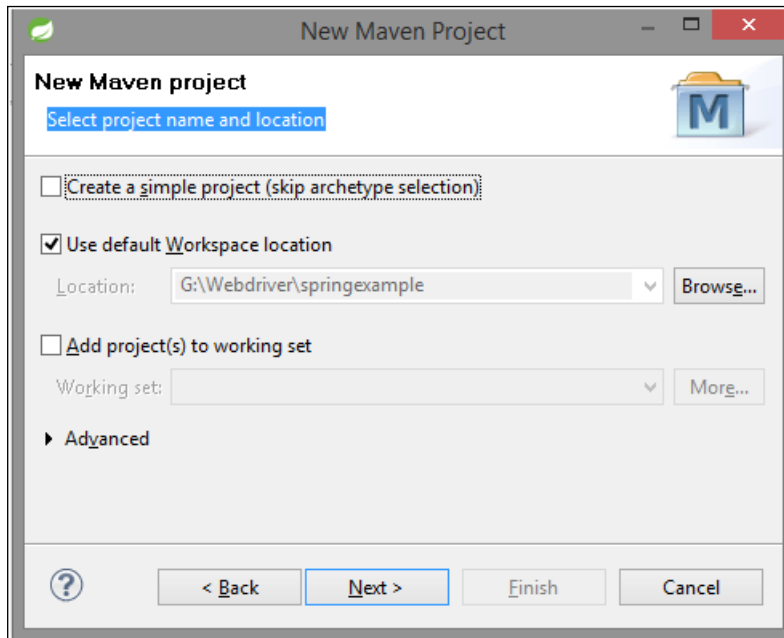 New Maven Project
New Maven project
Select project name and location
M
Create a simple project (skip archetype selection)
Use default Workspace location
Location: G:\Webdriver\springexample Browse...
Add project(s) to working set
Working set: More...
Advanced
? < Back Next > Finish Cancel